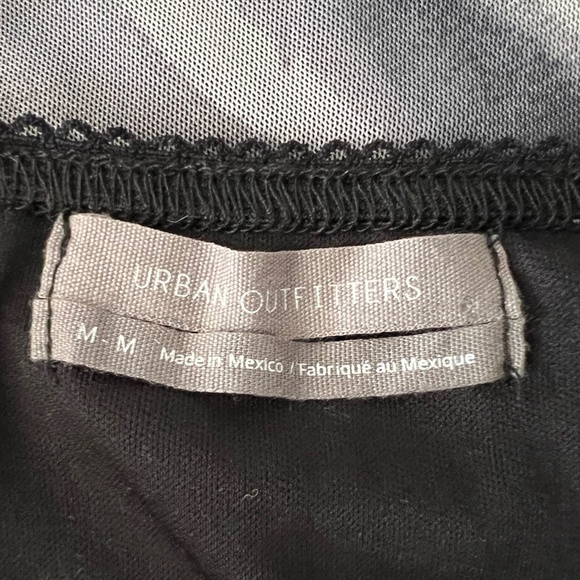 URBAN OUTFITTERS
M - M Made in Mexico / Fabriqué au Mexique